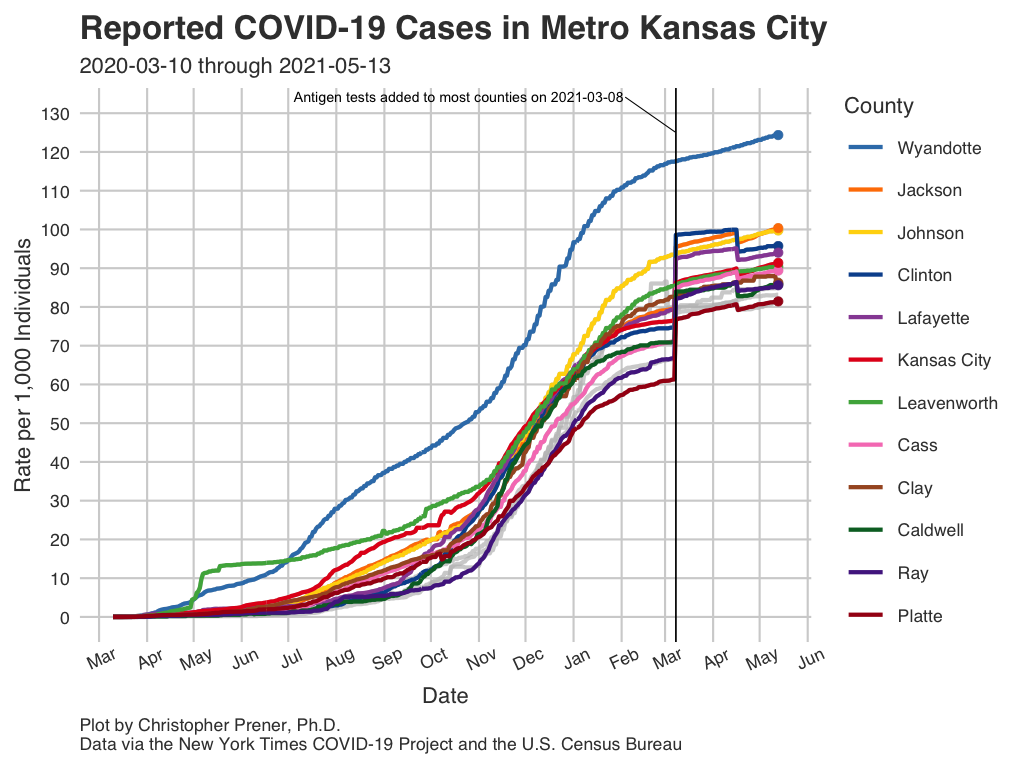 Reported COVID-19 Cases in Metro Kansas City
2020-03-10 through 2021-05-13
Antigen tests added to most counties on 2021-03-08
Rate per 1,000 Individuals
130
120
110
100
90
80
70
60
50
40
30
20
10
0
Mar Apr May Jun Jul Aug Sep Oct Nov Dec Jan Feb Mar Apr May Jun
Date
County
Wyandotte
Jackson
Johnson
Clinton
Lafayette
Kansas City
Leavenworth
Cass
Clay
Caldwell
Ray
Platte
Plot by Christopher Prener, Ph.D.
Data via the New York Times COVID-19 Project and the U.S. Census Bureau